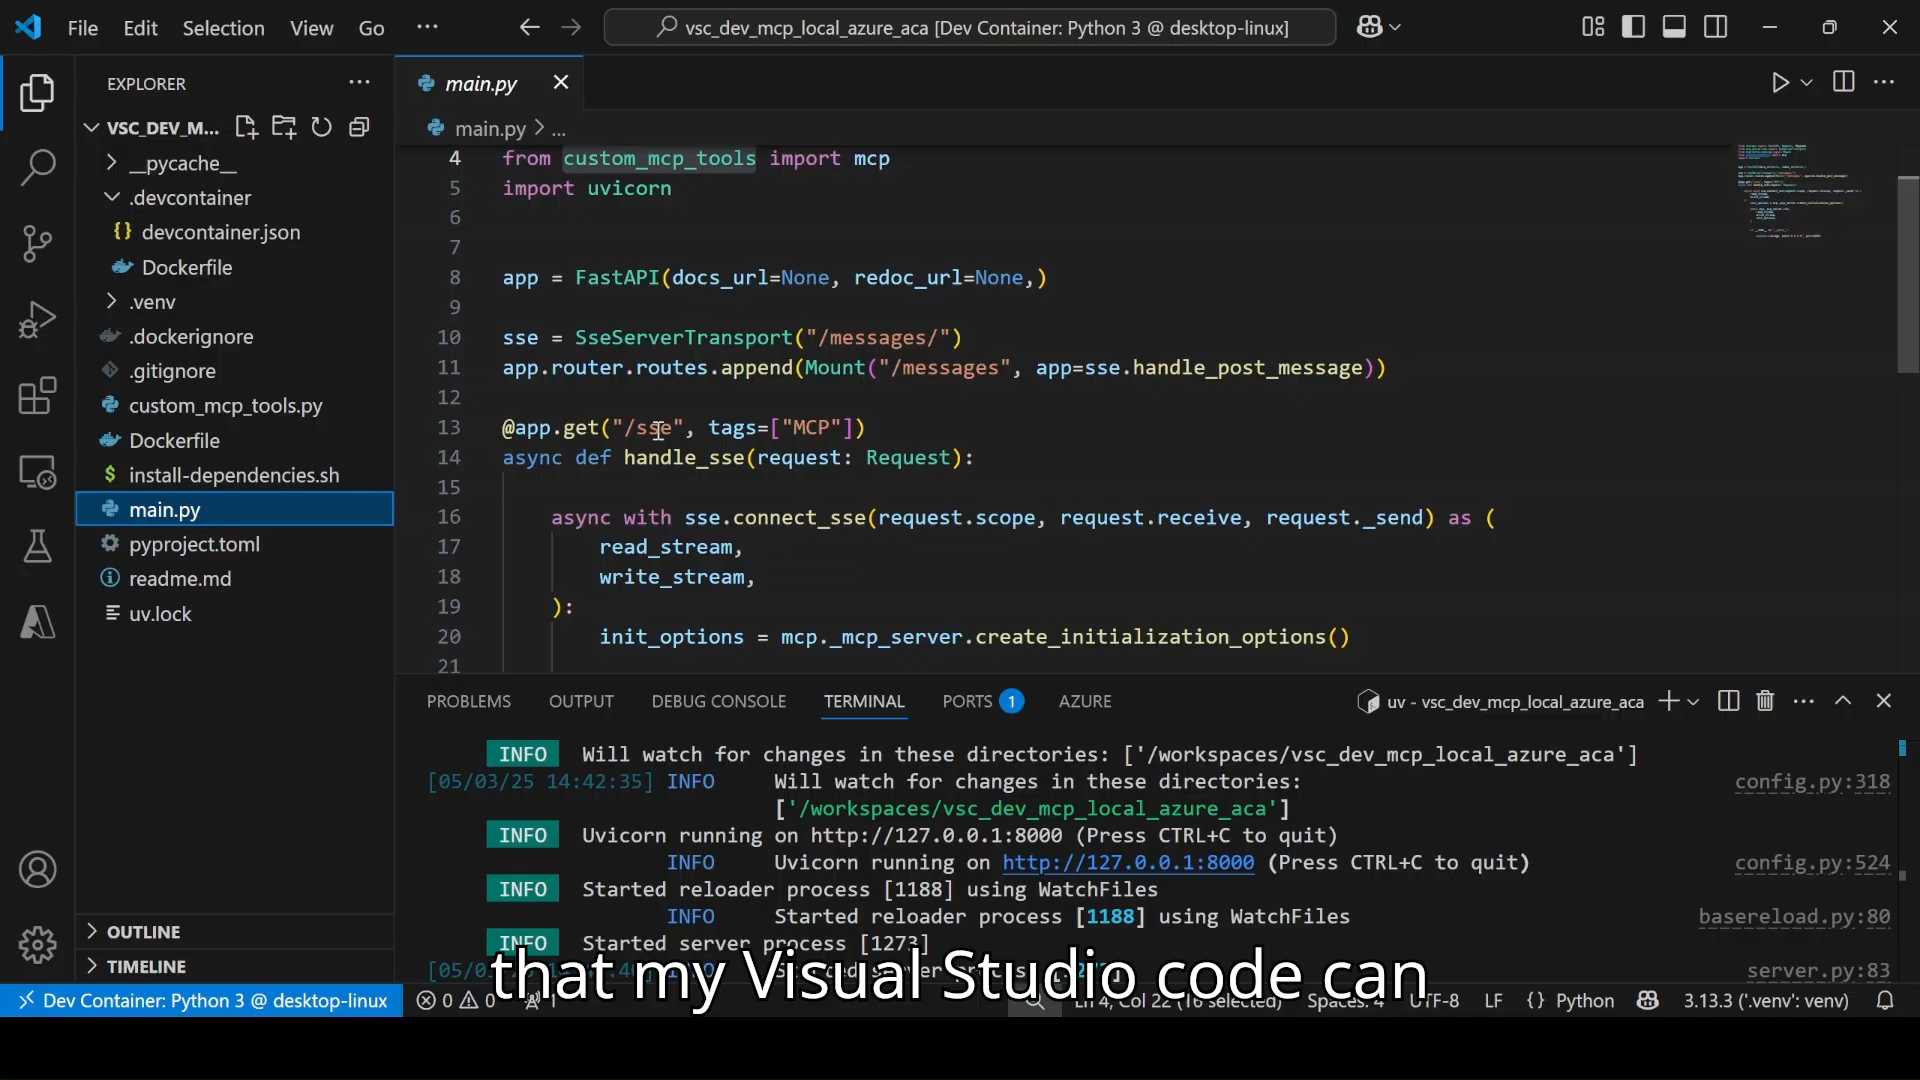 File Edit Selection View Go ...
vsc_dev_mcp_local_azure_aca [Dev Container: Python 3 @ desktop-linux]
EXPLORER
VSC_DEV_M...
__pycache__
.devcontainer
devcontainer.json
Dockerfile
.venv
.dockerignore
.gitignore
custom_mcp_tools.py
Dockerfile
install-dependencies.sh
main.py
pyproject.toml
readme.md
uv.lock
OUTLINE
TIMELINE
main.py
main.py > ...
4 from custom_mcp_tools import mcp
5 import uvicorn
6
7
8 app = FastAPI(docs_url=None, redoc_url=None,)
9
10 sse = SseServerTransport("/messages/")
11 app.router.routes.append(Mount("/messages", app=sse.handle_post_message))
12
13 @app.get("/sse", tags=["MCP"])
14 async def handle_sse(request: Request):
15
16 async with sse.connect_sse(request.scope, request.receive, request._send) as (
17 read_stream,
18 write_stream,
19 ):
20 init_options = mcp._mcp_server.create_initialization_options()
21
PROBLEMS OUTPUT DEBUG CONSOLE TERMINAL PORTS 1 AZURE
uv - vsc_dev_mcp_local_azure_aca
INFO Will watch for changes in these directories: ['/workspaces/vsc_dev_mcp_local_azure_aca']
[05/03/25 14:42:35] INFO Will watch for changes in these directories: config.py:318
['/workspaces/vsc_dev_mcp_local_azure_aca']
INFO Uvicorn running on http://127.0.0.1:8000 (Press CTRL+C to quit)
INFO Uvicorn running on http://127.0.0.1:8000 (Press CTRL+C to quit) config.py:524
INFO Started reloader process [1188] using WatchFiles
INFO Started reloader process [1188] using WatchFiles basereload.py:80
INFO Started server process [1273]
server.py:83
that my Visual Studio code can
Dev Container: Python 3 @ desktop-linux 0 0 1 Ln 4, Col 22 (16 selected) Spaces: 4 UTF-8 LF {} Python 3.13.3 ('.venv': venv)